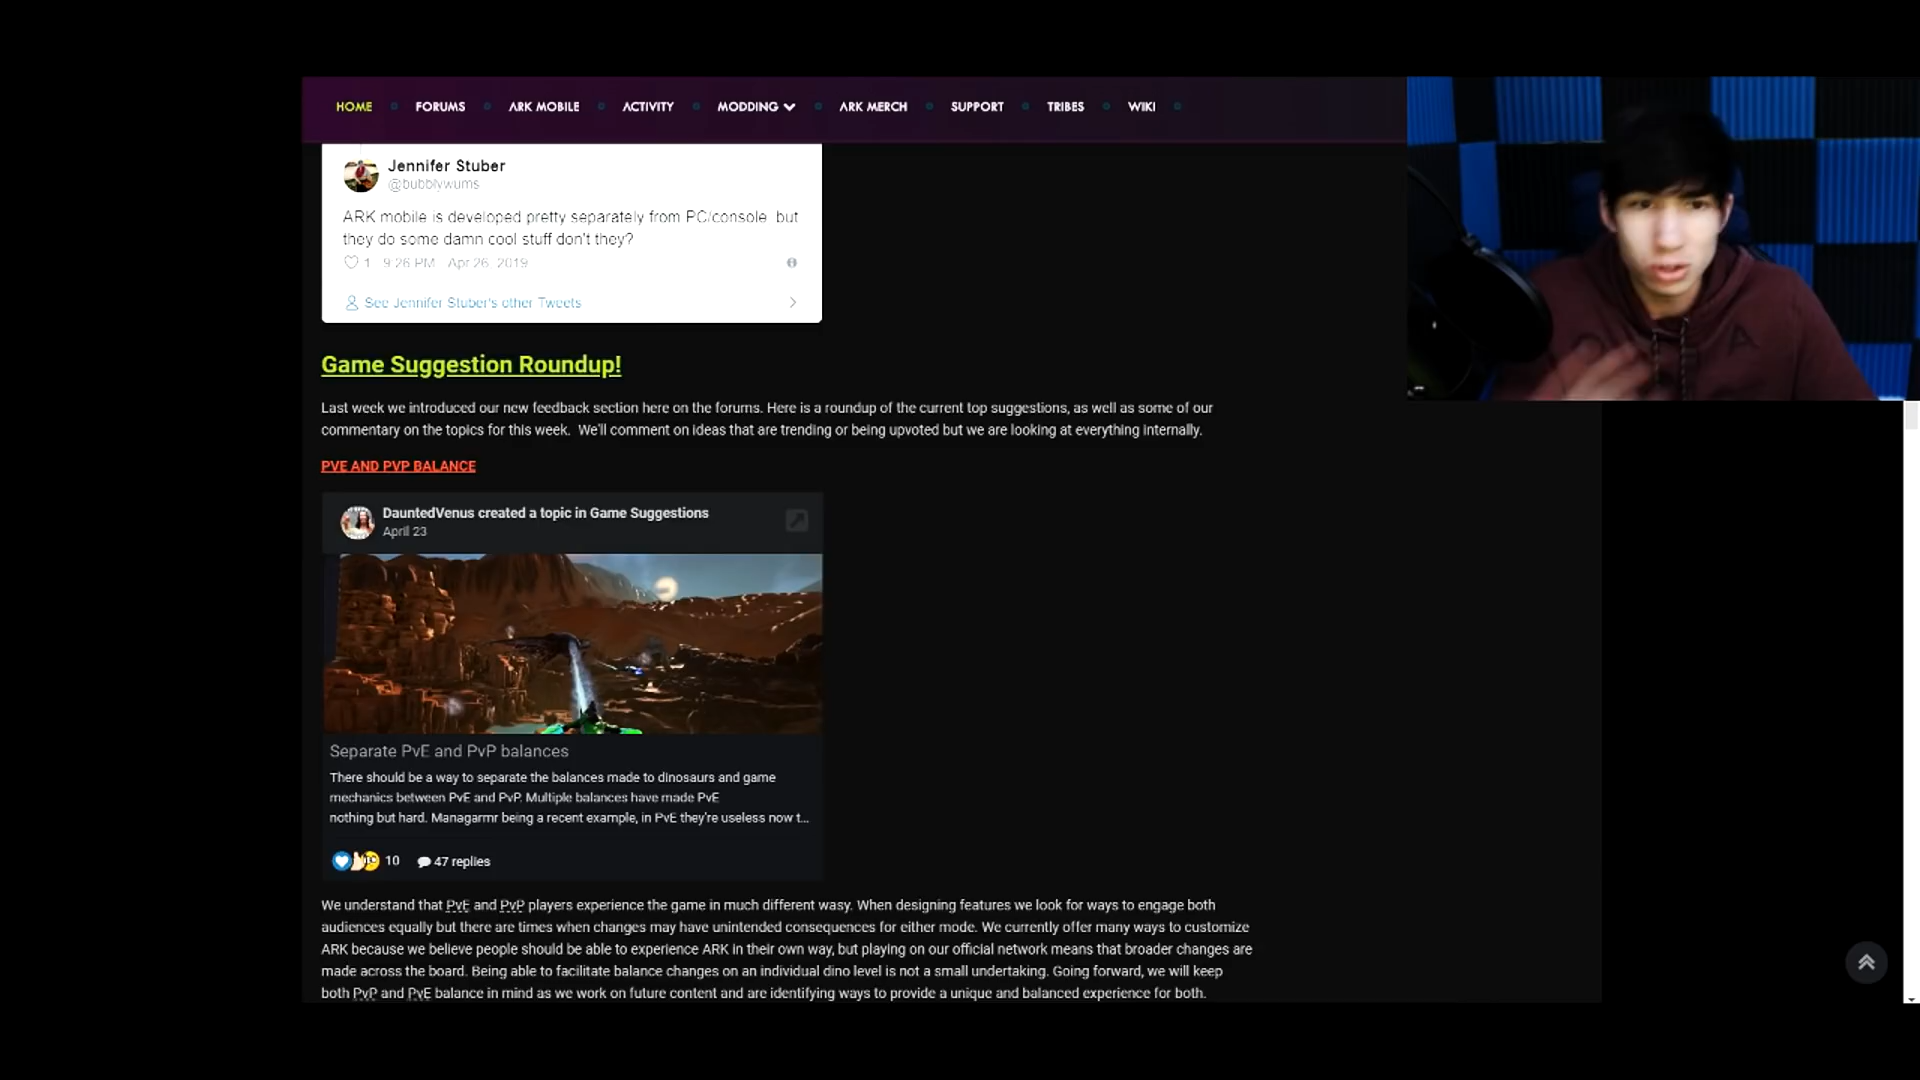 HOME FORUMS ARK MOBILE ACTIVITY MODDING ARK MERCH SUPPORT TRIBES WIKI
Jennifer Stuber
@bubblywums
ARK mobile is developed pretty separately from PC/console but
they do some damn cool stuff don't they?
1 9:26 PM Apr 26, 2019
See Jennifer Stuber's other Tweets
Game Suggestion Roundup!
Last week we introduced our new feedback section here on the forums. Here is a roundup of the current top suggestions, as well as some of our
commentary on the topics for this week. We'll comment on ideas that are trending or being upvoted but we are looking at everything internally.
PVE AND PVP BALANCE
DauntedVenus created a topic in Game Suggestions
April 23
Separate PvE and PvP balances
There should be a way to separate the balances made to dinosaurs and game
mechanics between PvE and PvP. Multiple balances have made PvE
nothing but hard. Managarmr being a recent example, in PvE they're useless now t...
10 47 replies
We understand that PvE and PvP players experience the game in much different wasy. When designing features we look for ways to engage both
audiences equally but there are times when changes may have unintended consequences for either mode. We currently offer many ways to customize
ARK because we believe people should be able to experience ARK in their own way, but playing on our official network means that broader changes are
made across the board. Being able to facilitate balance changes on an individual dino level is not a small undertaking. Going forward, we will keep
both PvP and PvE balance in mind as we work on future content and are identifying ways to provide a unique and balanced experience for both.